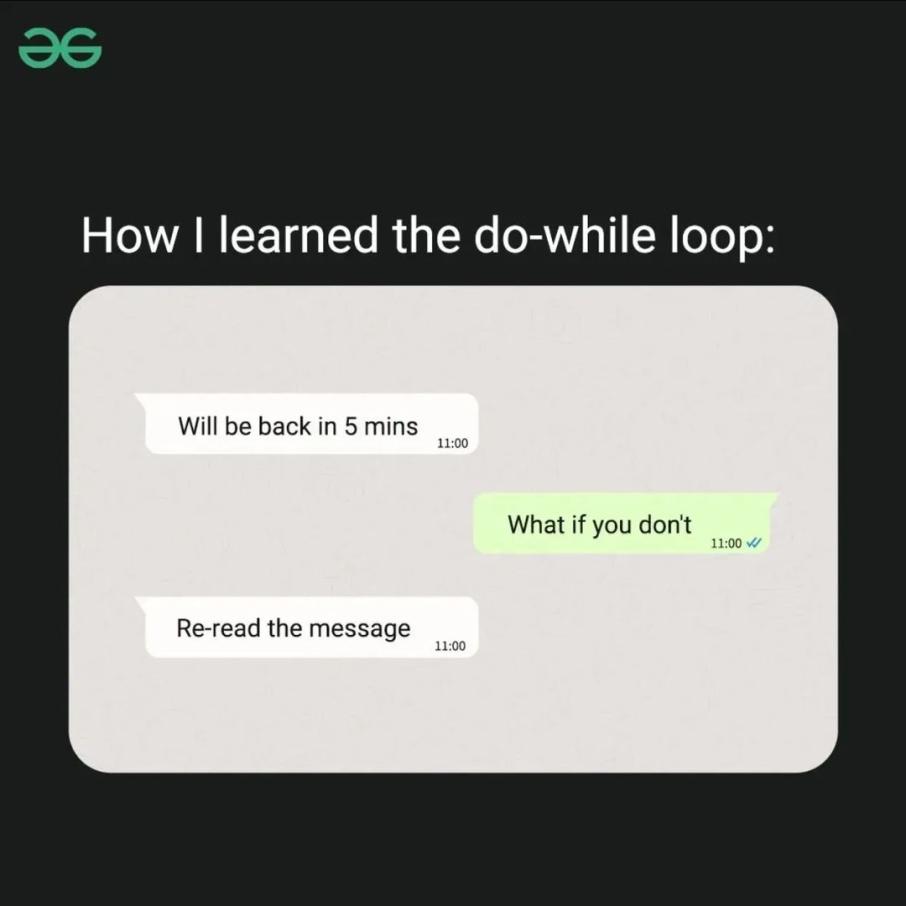 How I learned the do-while loop:
Will be back in 5 mins
11:00
What if you don't
11:00
Re-read the message
11:00